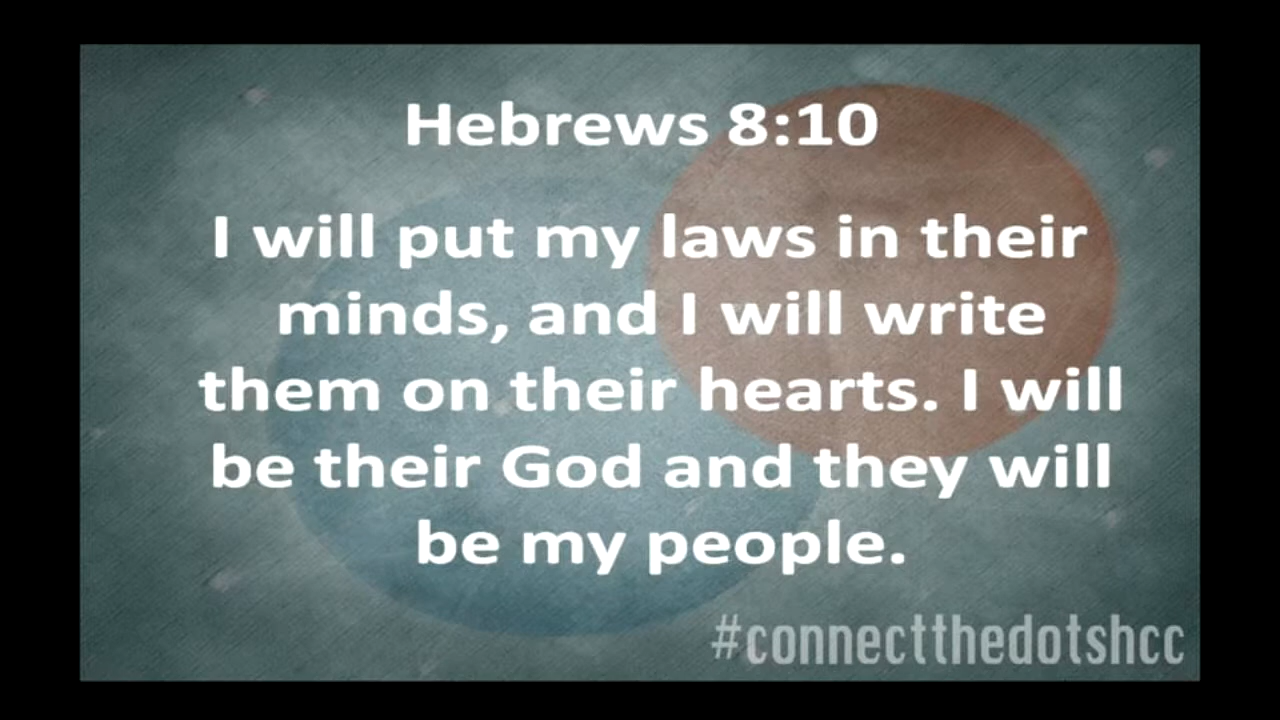 Hebrews 8:10
I will put my laws in their
minds, and I will write
them on their hearts. I will
be their God and they will
be my people.
#connectthedotshcc